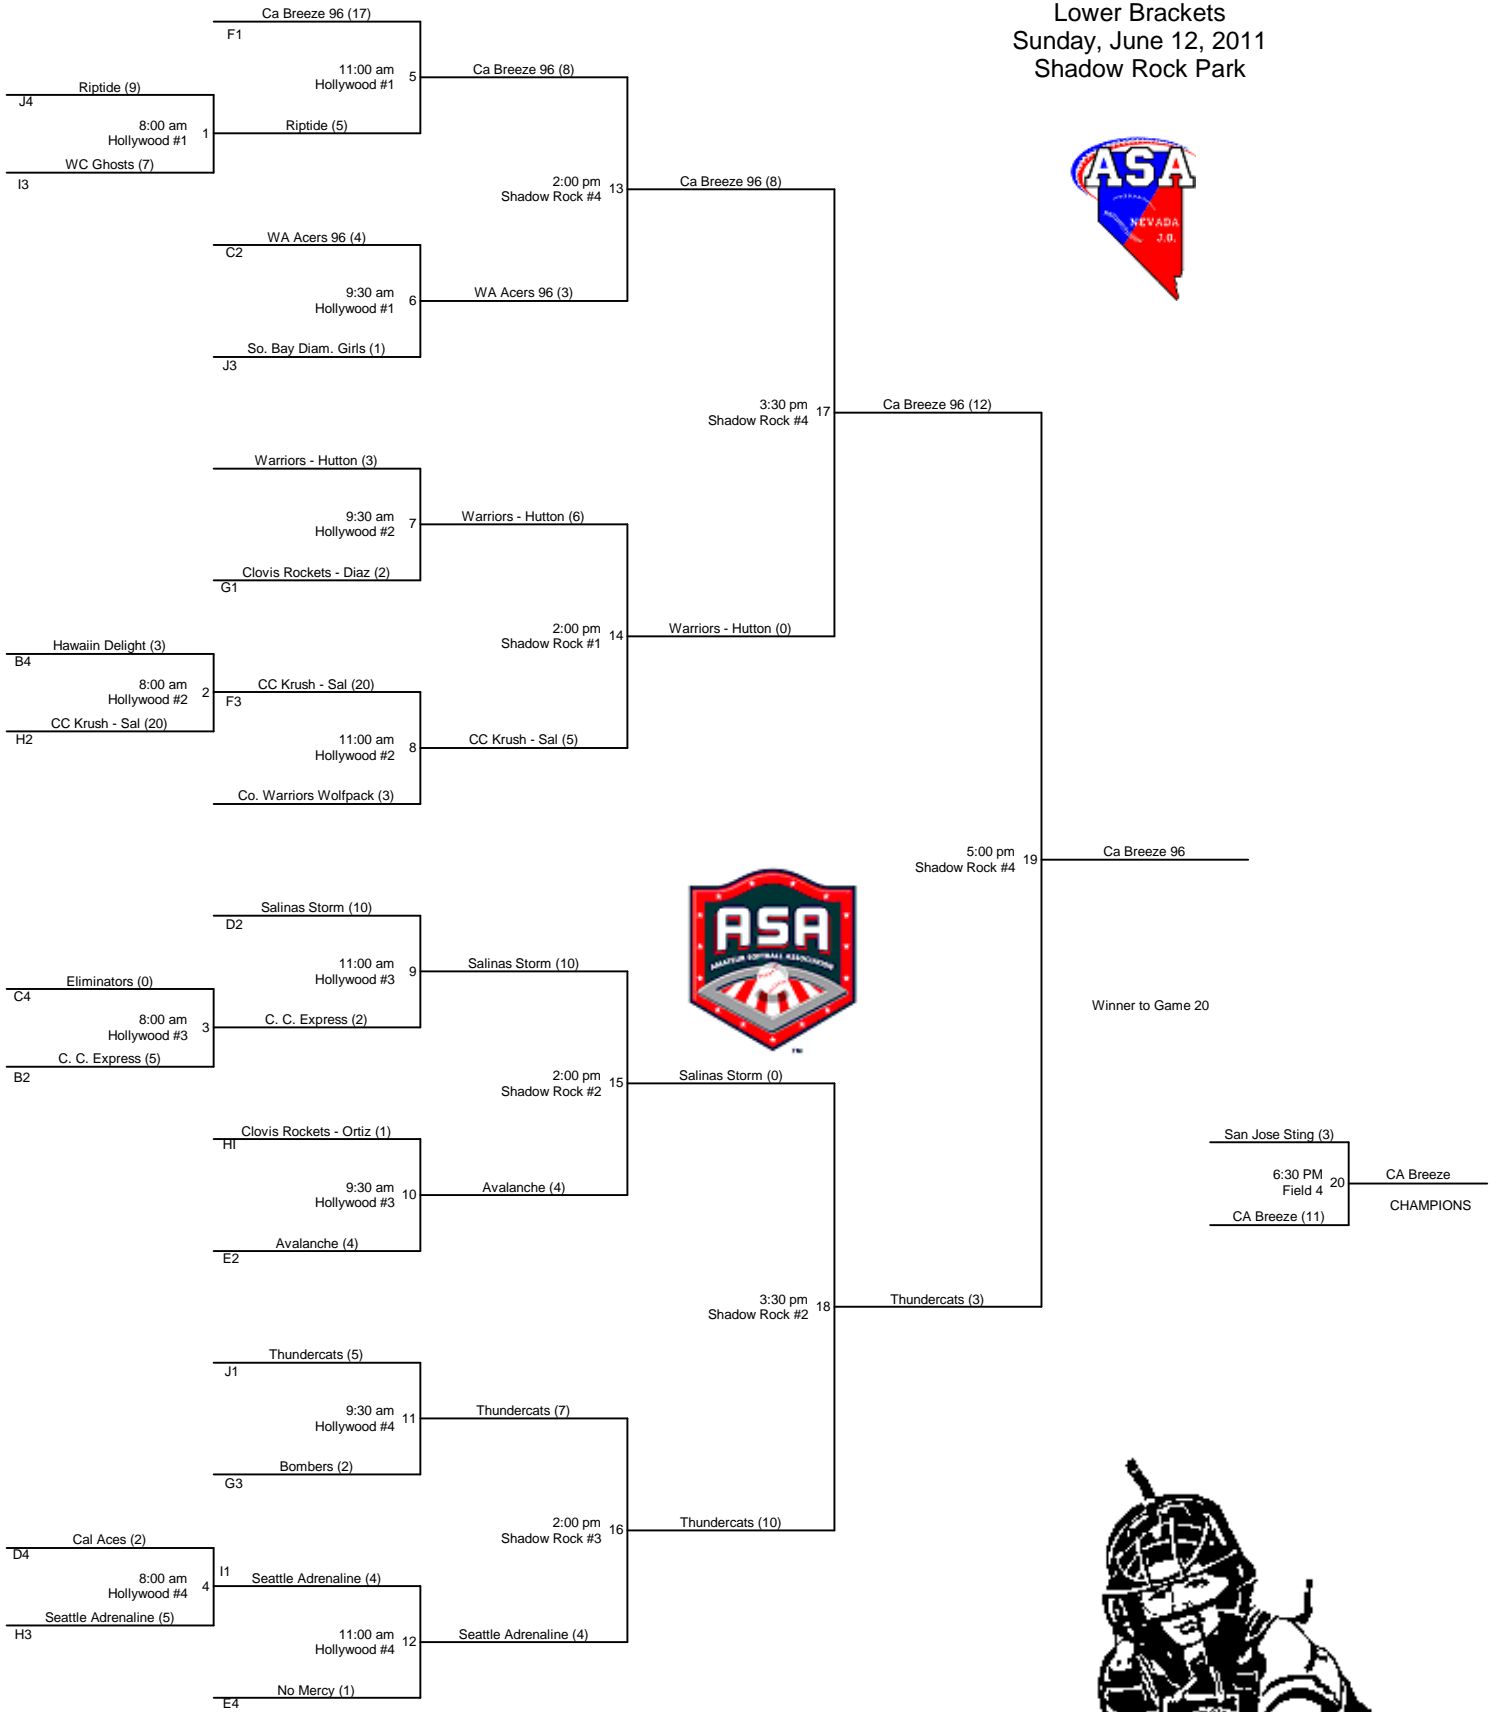 Lower Brackets
Sunday, June 12, 2011
Shadow Rock Park
Ca Breeze 96 (17)
F1
11:00 am
Hollywood #1
5
Ca Breeze 96 (8)
Riptide (9)
J4
8:00 am
Hollywood #1
1
Riptide (5)
WC Ghosts (7)
I3
2:00 pm
Shadow Rock #4
13
Ca Breeze 96 (8)
ASA
NEVADA
J.O.
WA Acers 96 (4)
C2
9:30 am
Hollywood #1
6
WA Acers 96 (3)
So. Bay Diam. Girls (1)
J3
3:30 pm
Shadow Rock #4
17
Ca Breeze 96 (12)
Warriors - Hutton (3)
9:30 am
Hollywood #2
7
Warriors - Hutton (6)
Clovis Rockets - Diaz (2)
G1
2:00 pm
Shadow Rock #1
14
Warriors - Hutton (0)
Hawaiin Delight (3)
B4
8:00 am
Hollywood #2
2
CC Krush - Sal (20)
F3
CC Krush - Sal (20)
H2
11:00 am
Hollywood #2
8
CC Krush - Sal (5)
Co. Warriors Wolfpack (3)
5:00 pm
Shadow Rock #4
19
Ca Breeze 96
Salinas Storm (10)
D2
ASA
AMATEUR SOFTBALL ASSOCIATION
TM
11:00 am
Hollywood #3
9
Salinas Storm (10)
Eliminators (0)
C4
8:00 am
Hollywood #3
3
C. C. Express (2)
C. C. Express (5)
B2
Winner to Game 20
2:00 pm
Shadow Rock #2
15
Salinas Storm (0)
Clovis Rockets - Ortiz (1)
HI
9:30 am
Hollywood #3
10
Avalanche (4)
Avalanche (4)
E2
San Jose Sting (3)
6:30 PM
Field 4
20
CA Breeze
CHAMPIONS
CA Breeze (11)
3:30 pm
Shadow Rock #2
18
Thundercats (3)
Thundercats (5)
J1
9:30 am
Hollywood #4
11
Thundercats (7)
Bombers (2)
G3
2:00 pm
Shadow Rock #3
16
Thundercats (10)
Cal Aces (2)
D4
8:00 am
Hollywood #4
4
I1
Seattle Adrenaline (4)
Seattle Adrenaline (5)
H3
11:00 am
Hollywood #4
12
Seattle Adrenaline (4)
No Mercy (1)
E4